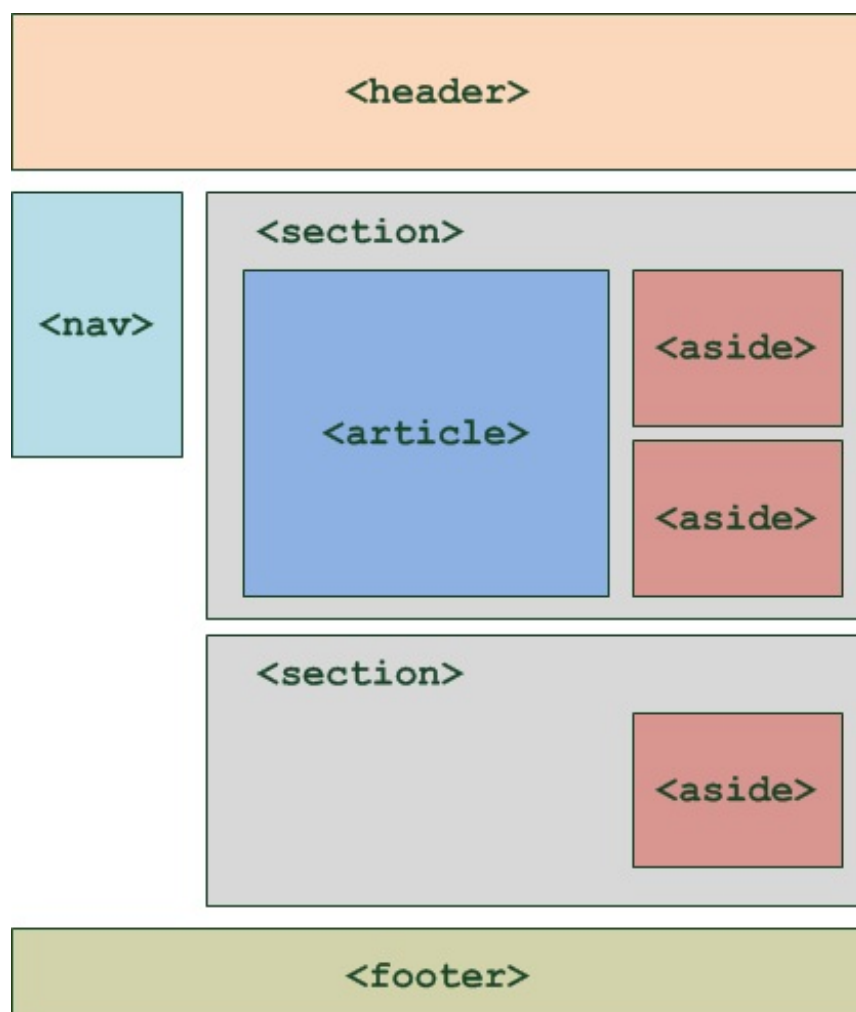 <header>
<section>
<nav>
<article>
<aside>
<aside>
<section>
<aside>
<footer>